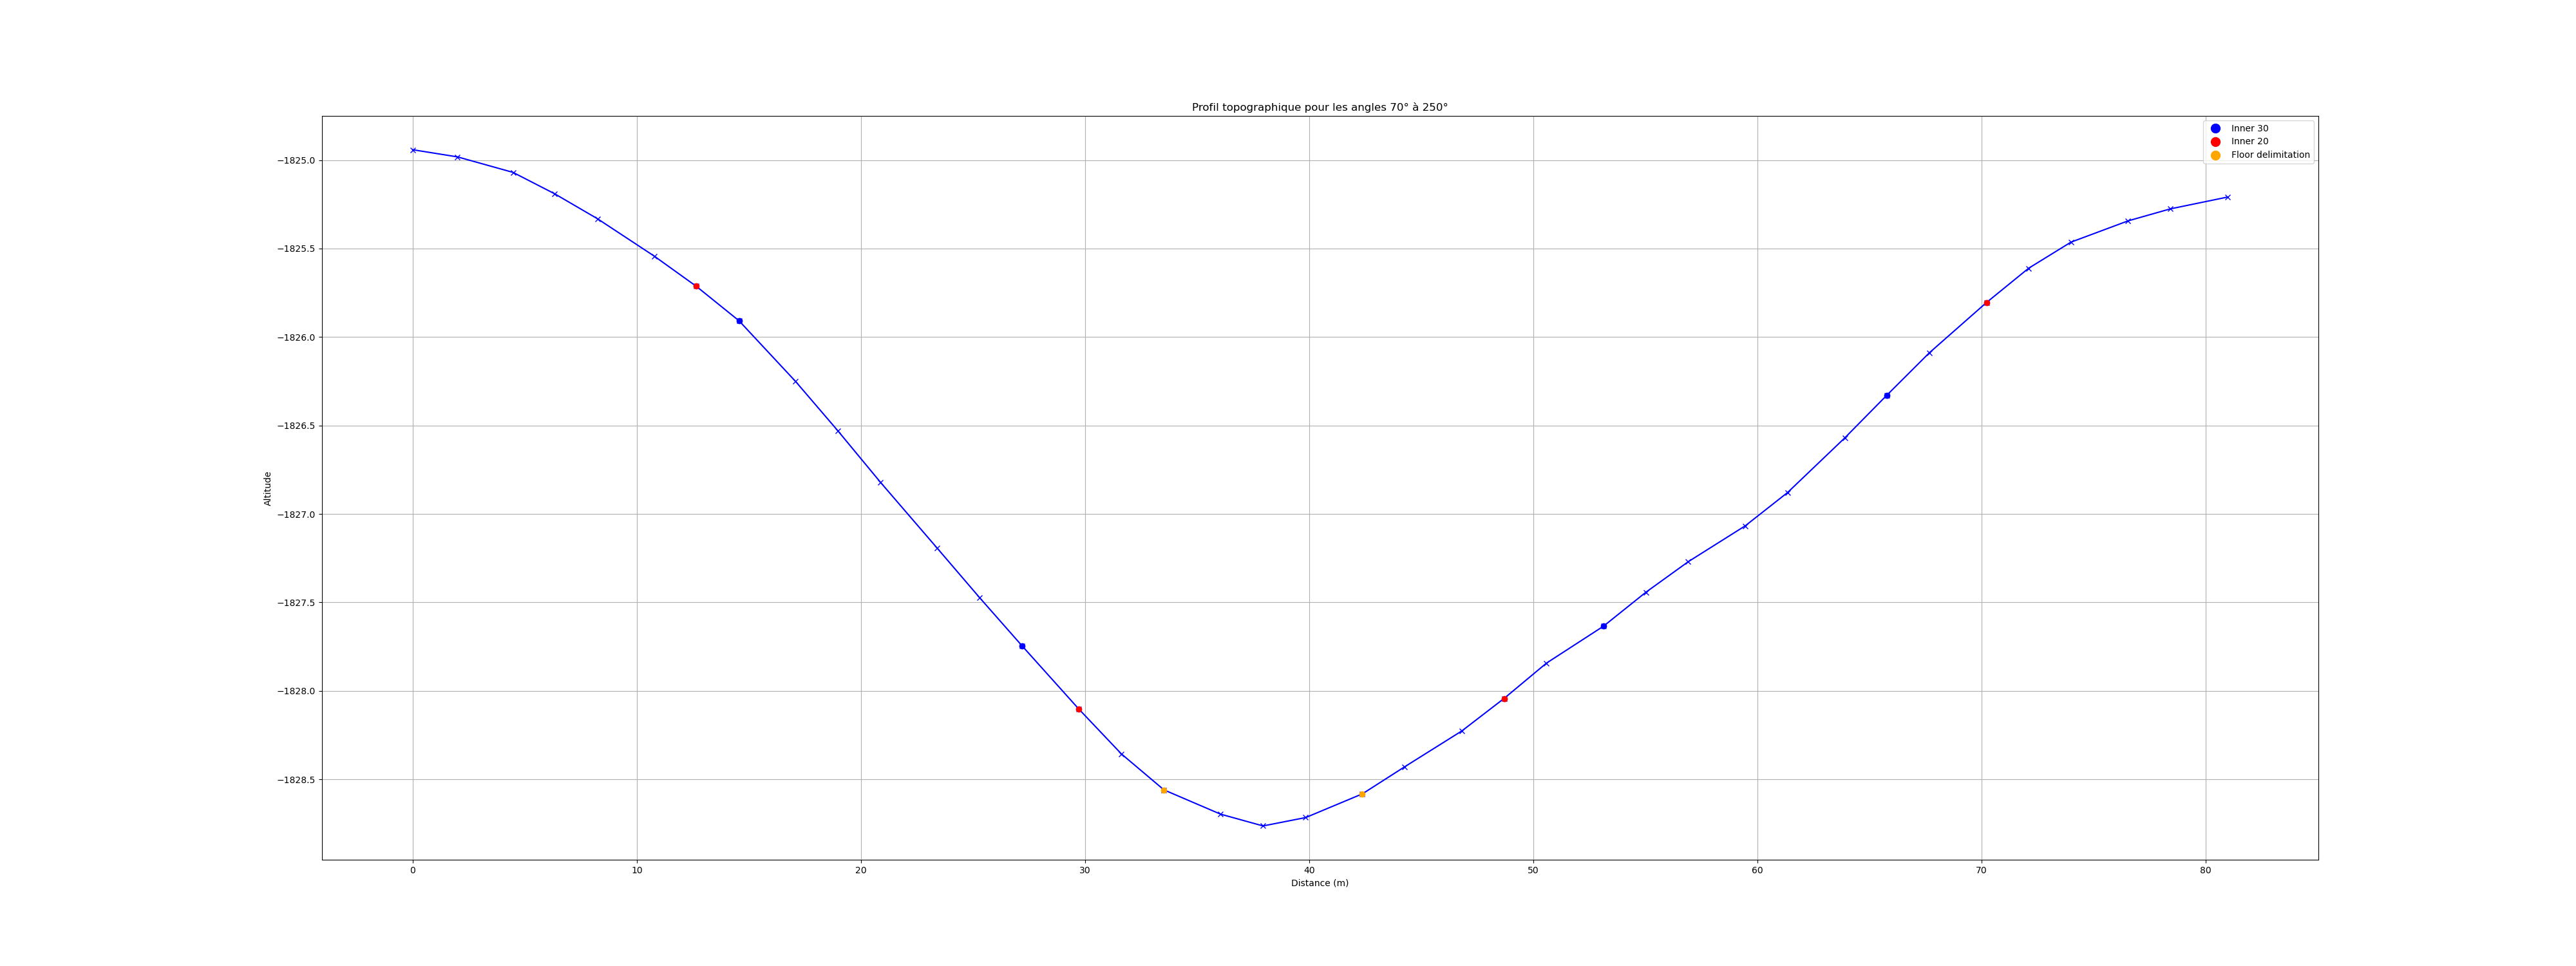 Profil topographique pour les angles 70° à 250°
Inner 30
Inner 20
Floor delimitation
Altitude
−1825.0
−1825.5
−1826.0
−1826.5
−1827.0
−1827.5
−1828.0
−1828.5
0 10 20 30 40 50 60 70 80
Distance (m)